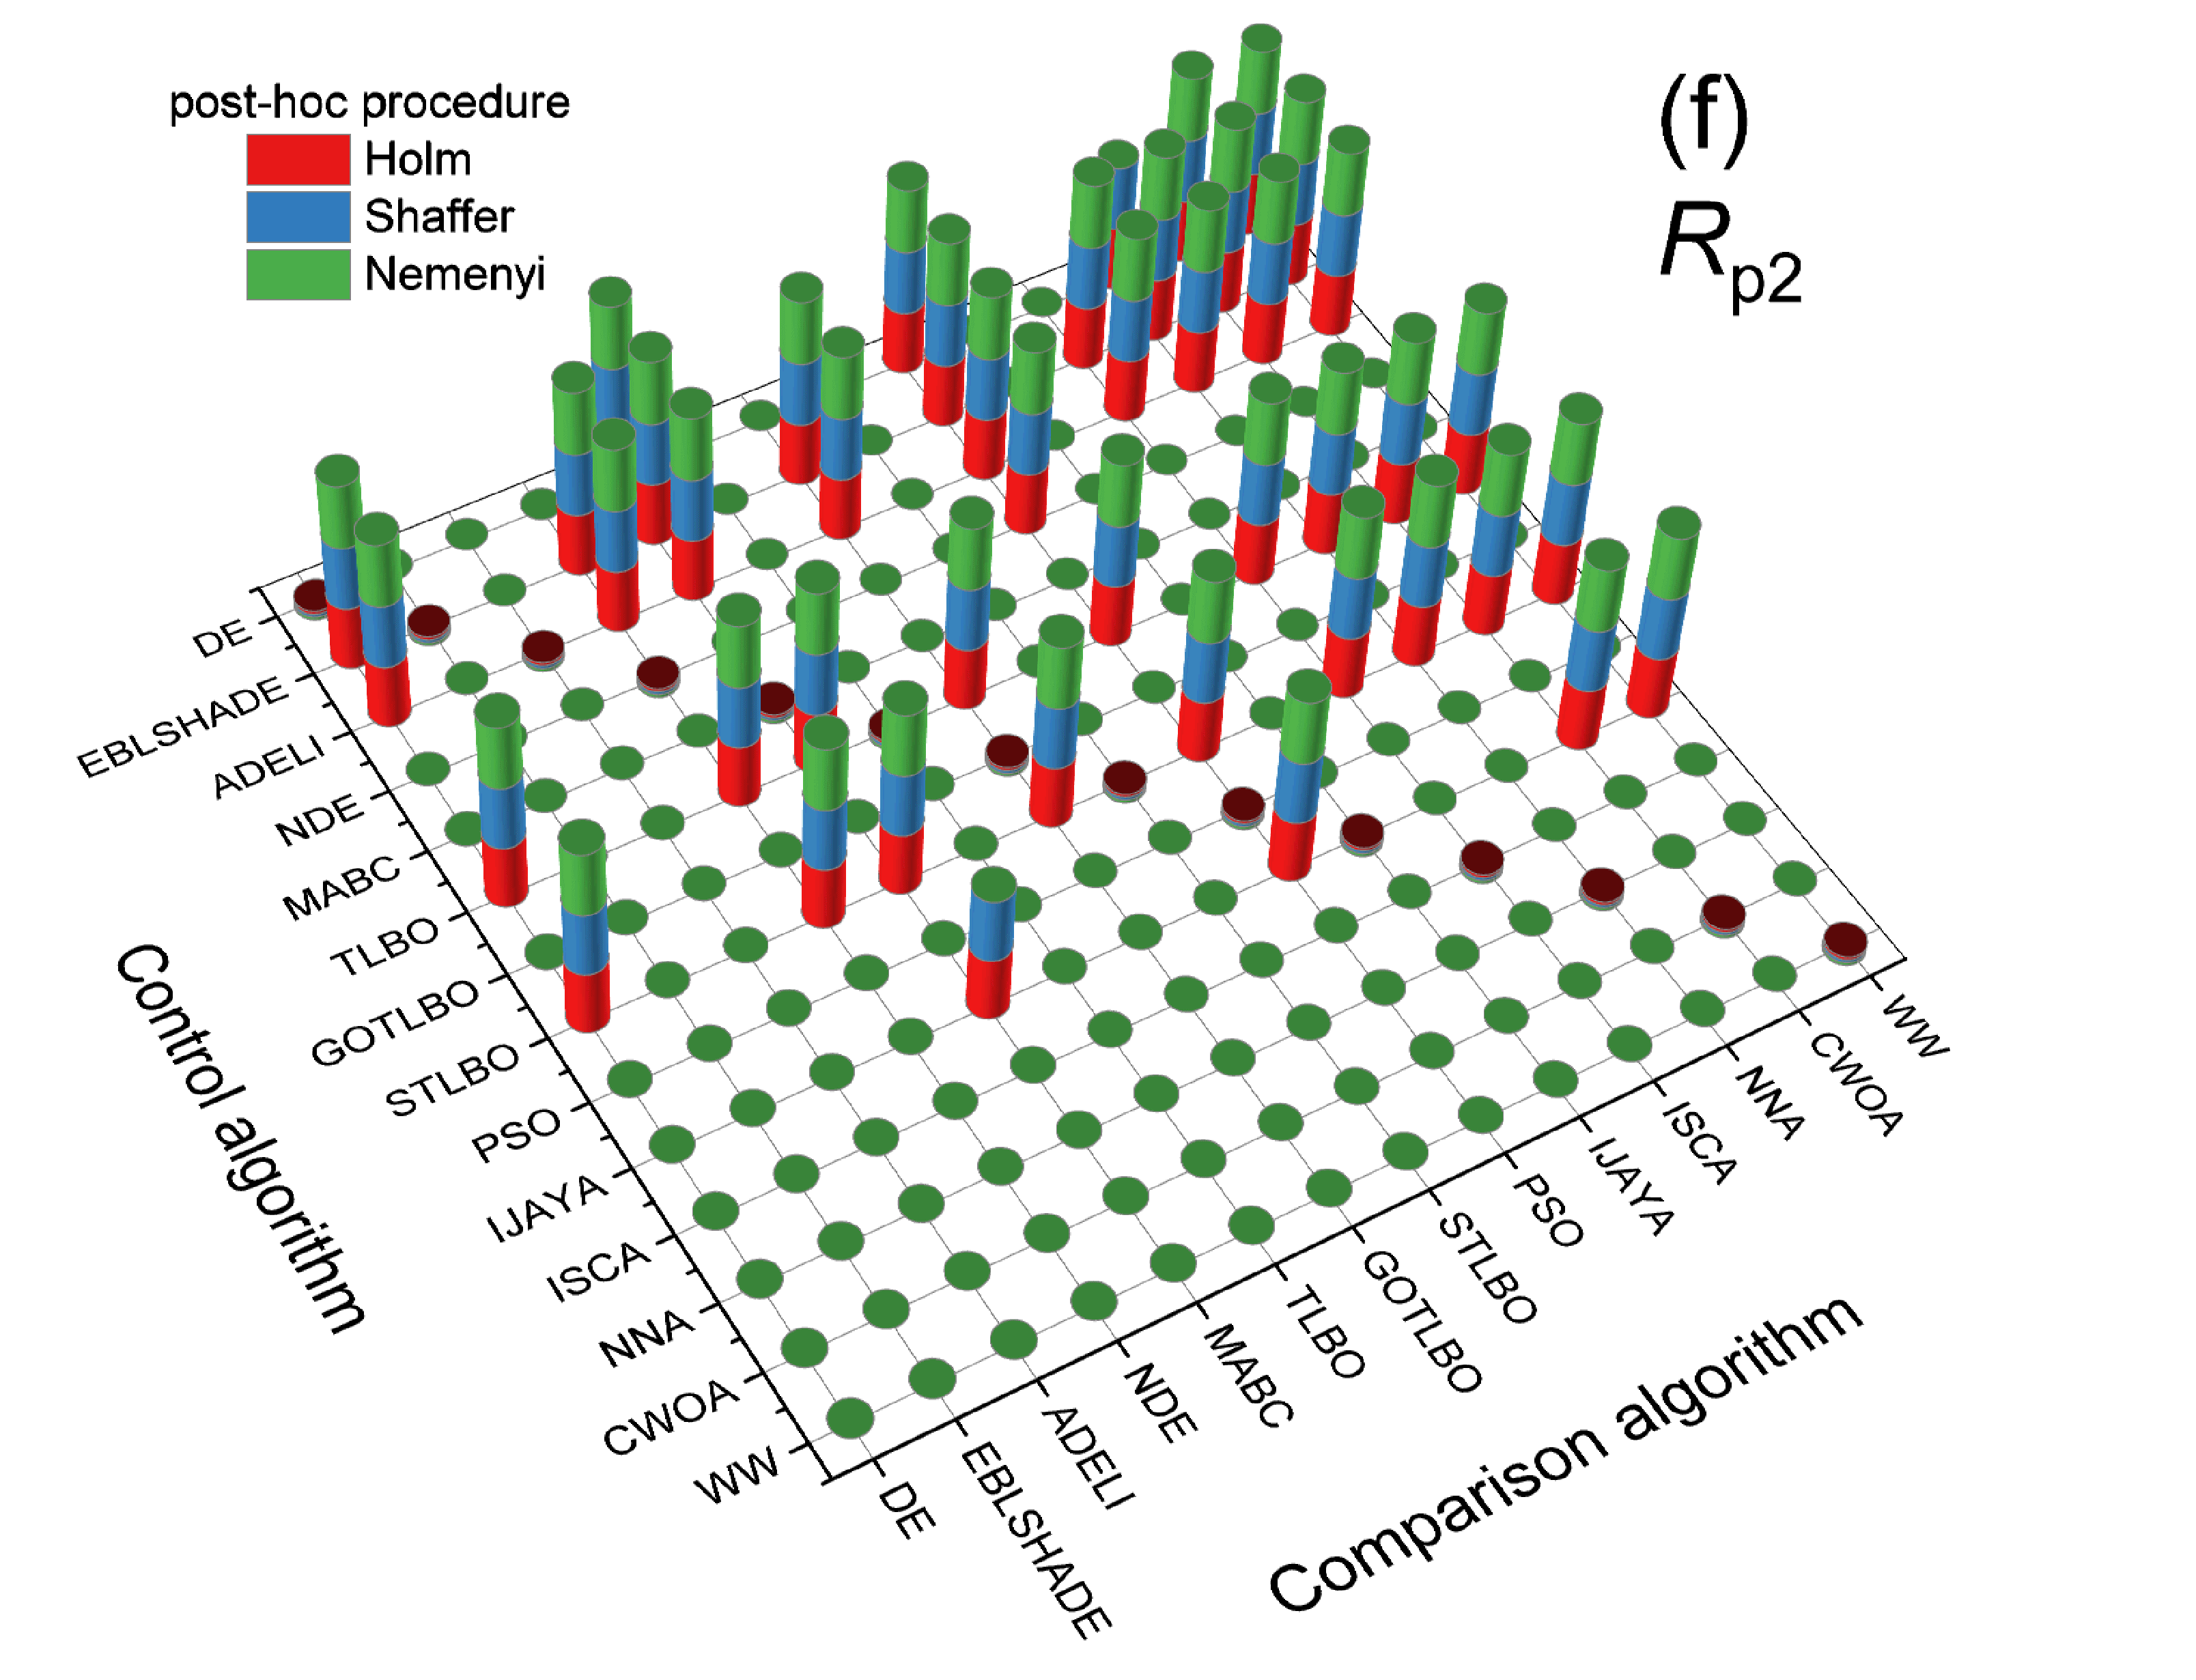 post-hoc procedure
Holm
Shaffer
Nemenyi
(f)
Rp2
DE
EBLSHADE
ADELI
NDE
MABC
TLBO
GOTLBO
STLBO
PSO
IJAYA
ISCA
NNA
CWOA
WW
Control algorithm
DE
EBLSHADE
ADELI
NDE
MABC
TLBO
GOTLBO
STLBO
PSO
IJAYA
ISCA
NNA
CWOA
WW
Comparison algorithm